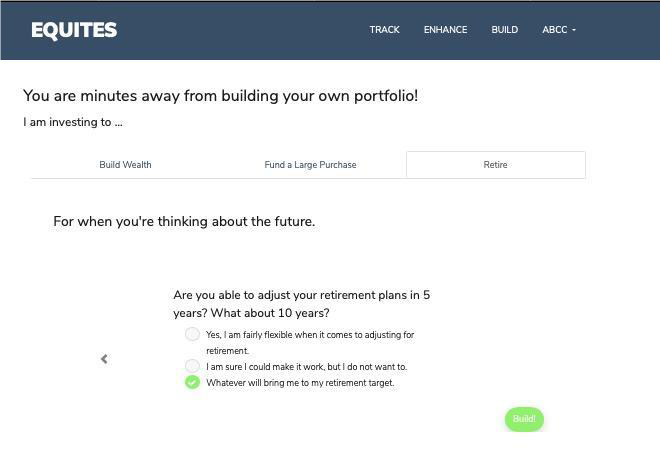 EQUITES
TRACK ENHANCE BUILD ABCC
You are minutes away from building your own portfolio!
I am investing to ...
Build Wealth Fund a Large Purchase Retire
For when you're thinking about the future.
Are you able to adjust your retirement plans in 5
years? What about 10 years?
Yes, I am fairly flexible when it comes to adjusting for
retirement.
I am sure I could make it work, but I do not want to.
Whatever will bring me to my retirement target.
Build!